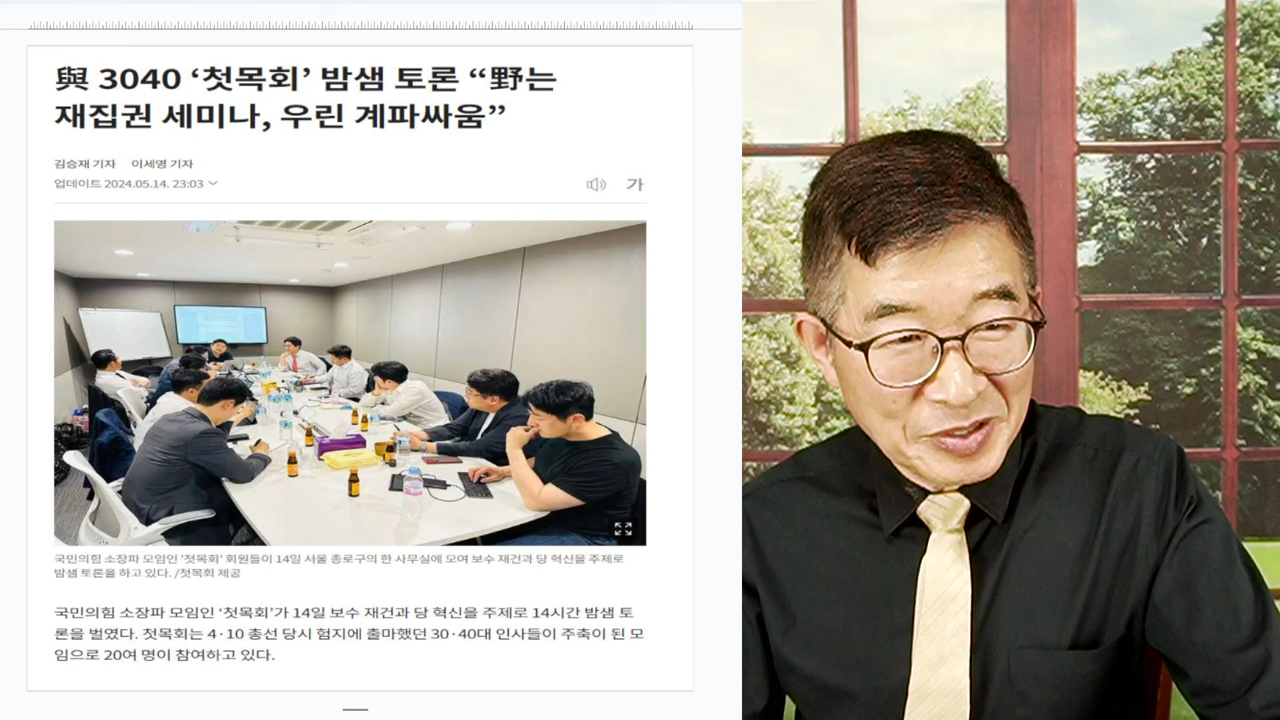 與 3040 ‘첫목회’ 밤샘 토론 “野는
재집권 세미나, 우린 계파싸움”
김승재 기자 이세명 기자
업데이트 2024.05.14. 23:03
가
국민의힘 소장파 모임인 '첫목회' 회원들이 14일 서울 종로구의 한 사무실에 모여 보수 재건과 당 혁신을 주제로
밤샘 토론을 하고 있다. /첫목회 제공
국민의힘 소장파 모임인 ‘첫목회’가 14일 보수 재건과 당 혁신을 주제로 14시간 밤샘 토
론을 벌였다. 첫목회는 4·10 총선 당시 험지에 출마했던 30·40대 인사들이 주축이 된 모
임으로 20여 명이 참여하고 있다.